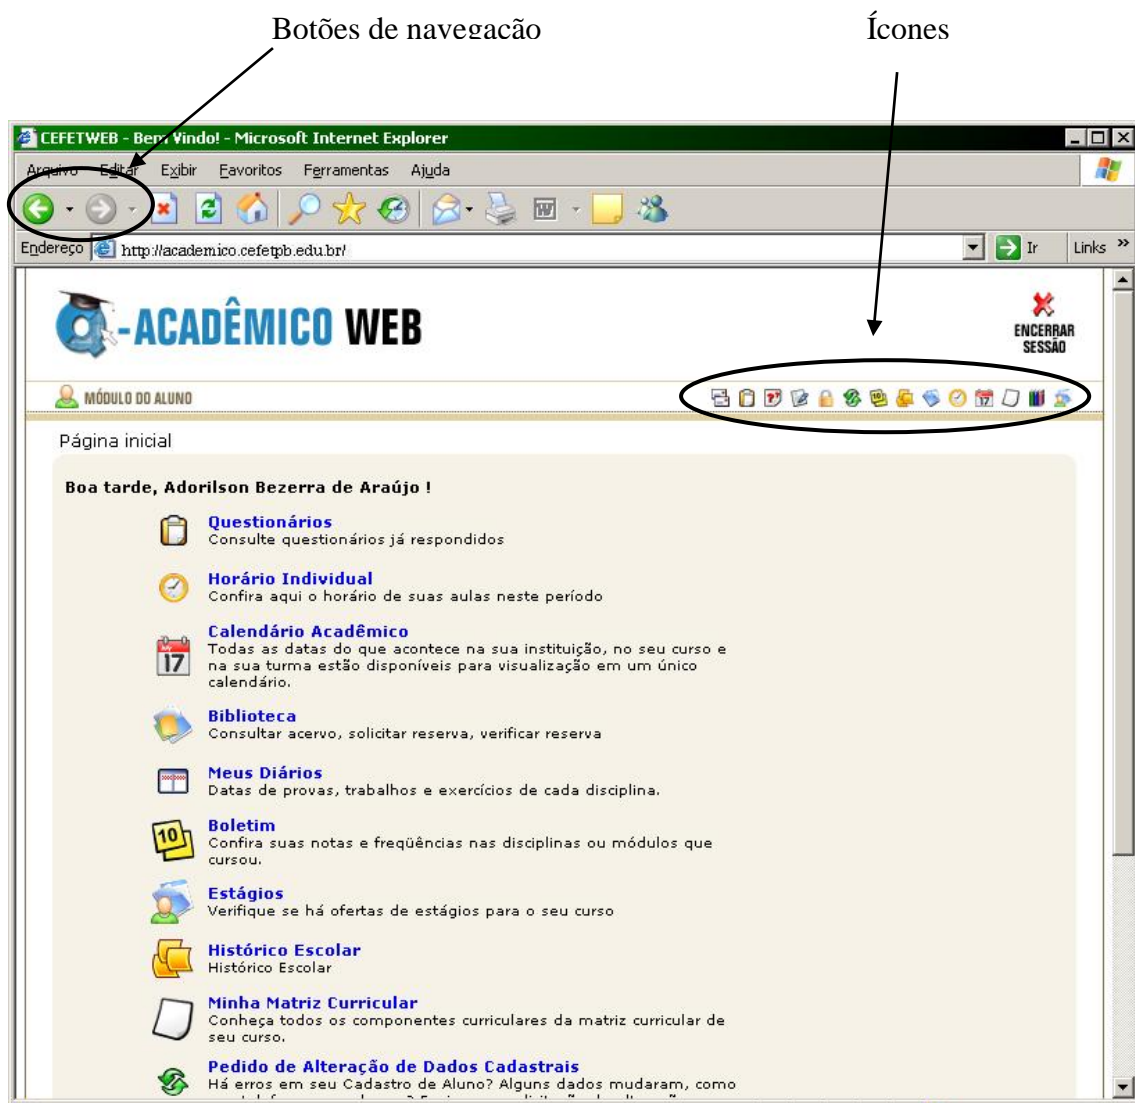 Botões de navegação
Ícones
CEFETWEB - Bem Vindo! - Microsoft Internet Explorer
Arquivo Editar Exibir Favoritos Ferramentas Ajuda
Endereço http://academico.cefetpb.edu.br/ Ir Links »
-ACADÊMICO WEB
ENCERRAR
SESSÃO
MÓDULO DO ALUNO
Página inicial
Boa tarde, Adorilson Bezerra de Araújo !
Questionários
Consulte questionários já respondidos
Horário Individual
Confira aqui o horário de suas aulas neste período
Calendário Acadêmico
17
Todas as datas do que acontece na sua instituição, no seu curso e
na sua turma estão disponíveis para visualização em um único
calendário.
Biblioteca
Consultar acervo, solicitar reserva, verificar reserva
Meus Diários
Datas de provas, trabalhos e exercícios de cada disciplina.
10
Boletim
Confira suas notas e freqüências nas disciplinas ou módulos que
cursou.
Estágios
Verifique se há ofertas de estágios para o seu curso
Histórico Escolar
Histórico Escolar
Minha Matriz Curricular
Conheça todos os componentes curriculares da matriz curricular de
seu curso.
Pedido de Alteração de Dados Cadastrais
Há erros em seu Cadastro de Aluno? Alguns dados mudaram, como